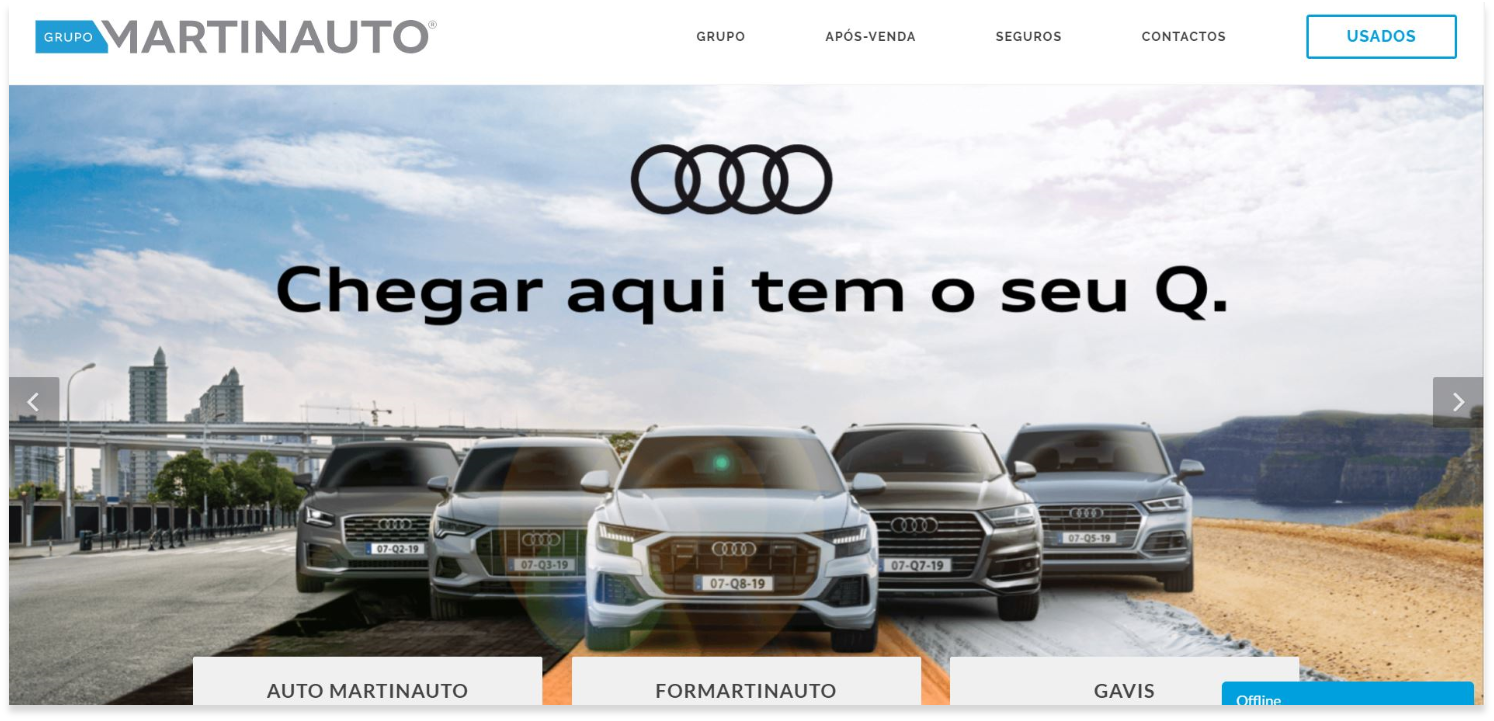 GRUPO MARTINAUTO®
GRUPO APÓS-VENDA SEGUROS CONTACTOS USADOS
Chegar aqui tem o seu Q.
07-Q2-19
07-Q3-19
07-Q8-19
07-Q7-19
07-Q5-19
AUTO MARTINAUTO
FORMARTINAUTO
GAVIS
Offline